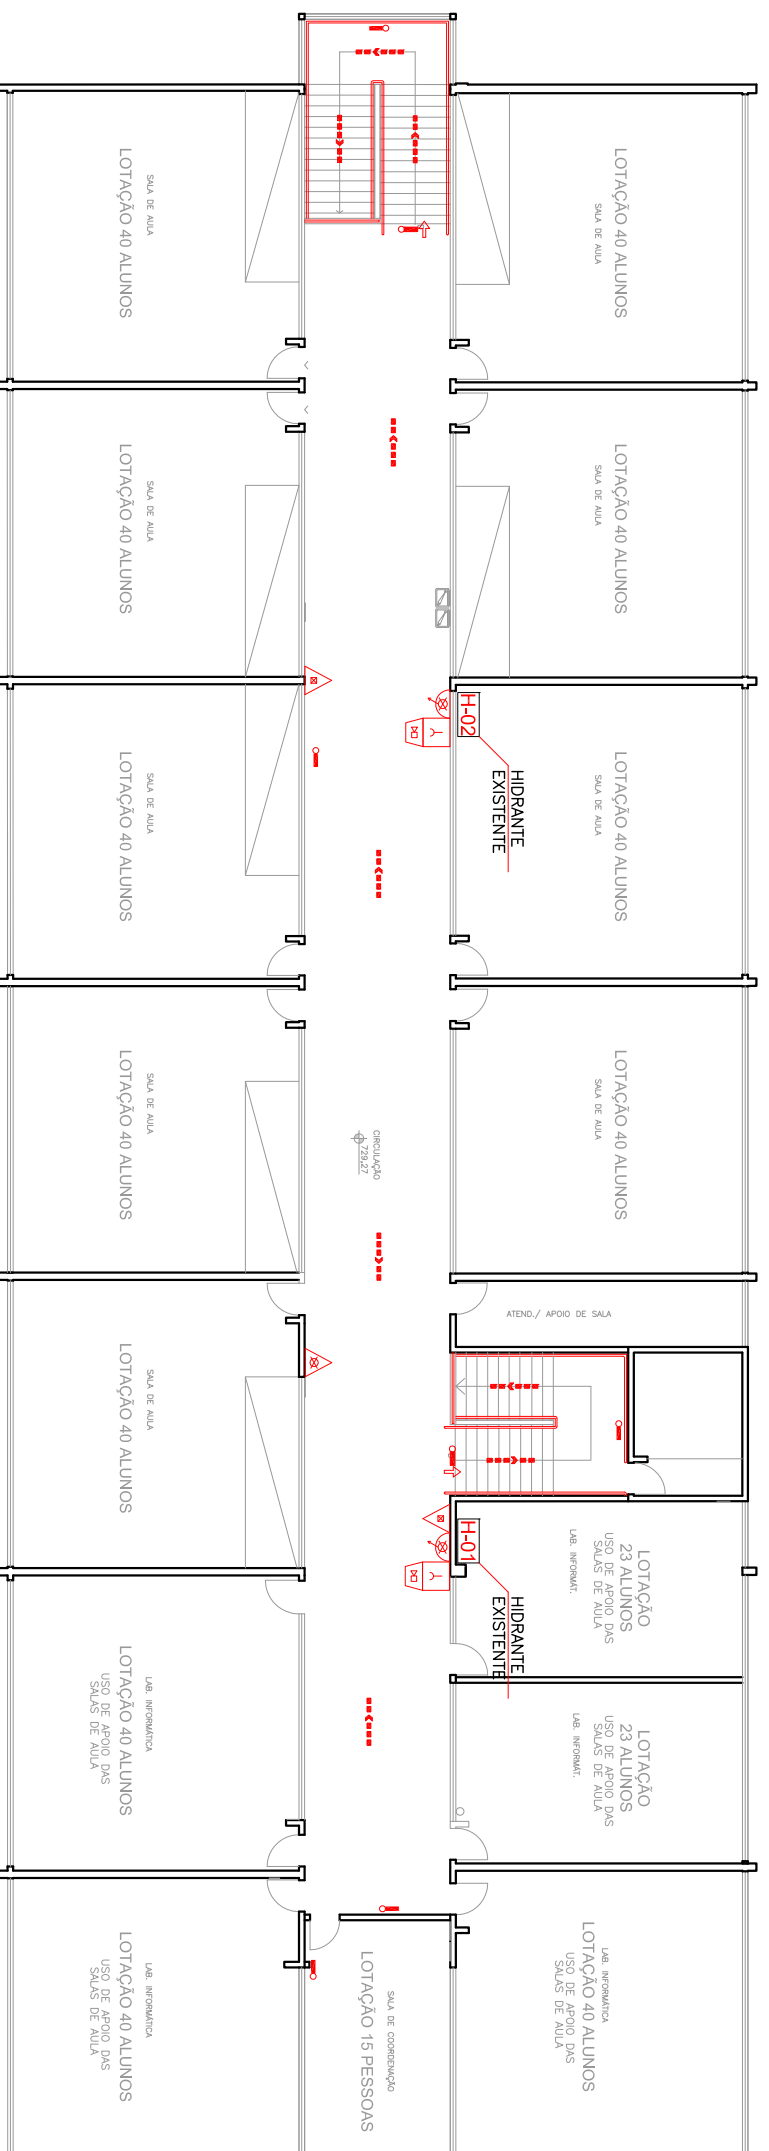 LOTAÇÃO 40 ALUNOS
SALA DE AULA
SALA DE AULA
LOTAÇÃO 40 ALUNOS
LOTAÇÃO 40 ALUNOS
SALA DE AULA
SALA DE AULA
LOTAÇÃO 40 ALUNOS
H-02
HIDRANTE
EXISTENTE
LOTAÇÃO 40 ALUNOS
SALA DE AULA
SALA DE AULA
LOTAÇÃO 40 ALUNOS
LOTAÇÃO 40 ALUNOS
SALA DE AULA
SALA DE AULA
LOTAÇÃO 40 ALUNOS
CIRCULAÇÃO
729,27
ATEND./ APOIO DE SALA
SALA DE AULA
LOTAÇÃO 40 ALUNOS
H-01
HIDRANTE
EXISTENTE
LOTAÇÃO
23 ALUNOS
USO DE APOIO DAS
SALAS DE AULA
LAB. INFORMÁT.
LAB. INFORMÁTICA
LOTAÇÃO 40 ALUNOS
USO DE APOIO DAS
SALAS DE AULA
LOTAÇÃO
23 ALUNOS
USO DE APOIO DAS
SALAS DE AULA
LAB. INFORMÁT.
LAB. INFORMÁTICA
LOTAÇÃO 40 ALUNOS
USO DE APOIO DAS
SALAS DE AULA
SALA DE COORDENAÇÃO
LOTAÇÃO 15 PESSOAS
LAB. INFORMÁTICA
LOTAÇÃO 40 ALUNOS
USO DE APOIO DAS
SALAS DE AULA